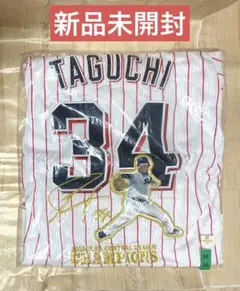 新品未開封
TAGUCHI
34
CENTRAL LEAGUE
CHAMPIONS
M